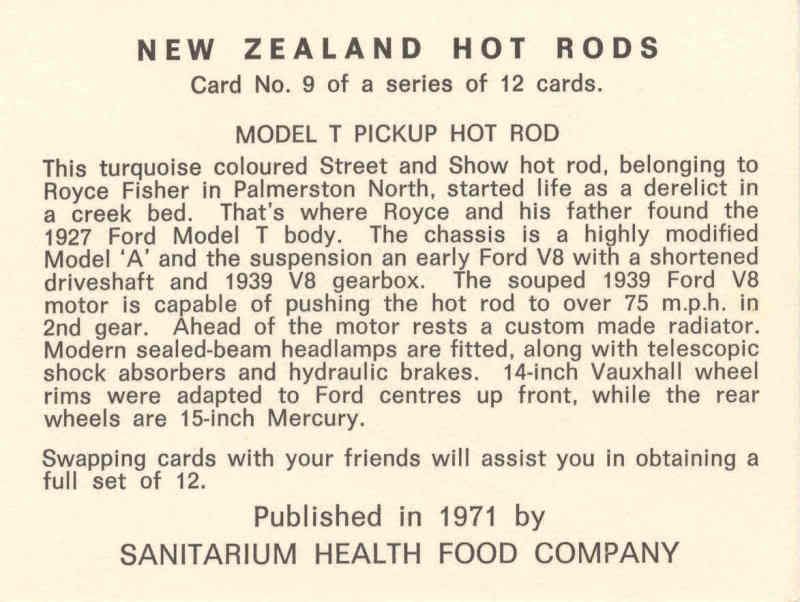 NEW ZEALAND HOT RODS
Card No. 9 of a series of 12 cards.
MODEL T PICKUP HOT ROD
This turquoise coloured Street and Show hot rod, belonging to
Royce Fisher in Palmerston North, started life as a derelict in
a creek bed. That's where Royce and his father found the
1927 Ford Model T body. The chassis is a highly modified
Model 'A' and the suspension an early Ford V8 with a shortened
driveshaft and 1939 V8 gearbox. The souped 1939 Ford V8
motor is capable of pushing the hot rod to over 75 m.p.h. in
2nd gear. Ahead of the motor rests a custom made radiator.
Modern sealed-beam headlamps are fitted, along with telescopic
shock absorbers and hydraulic brakes. 14-inch Vauxhall wheel
rims were adapted to Ford centres up front, while the rear
wheels are 15-inch Mercury.
Swapping cards with your friends will assist you in obtaining a
full set of 12.
Published in 1971 by
SANITARIUM HEALTH FOOD COMPANY